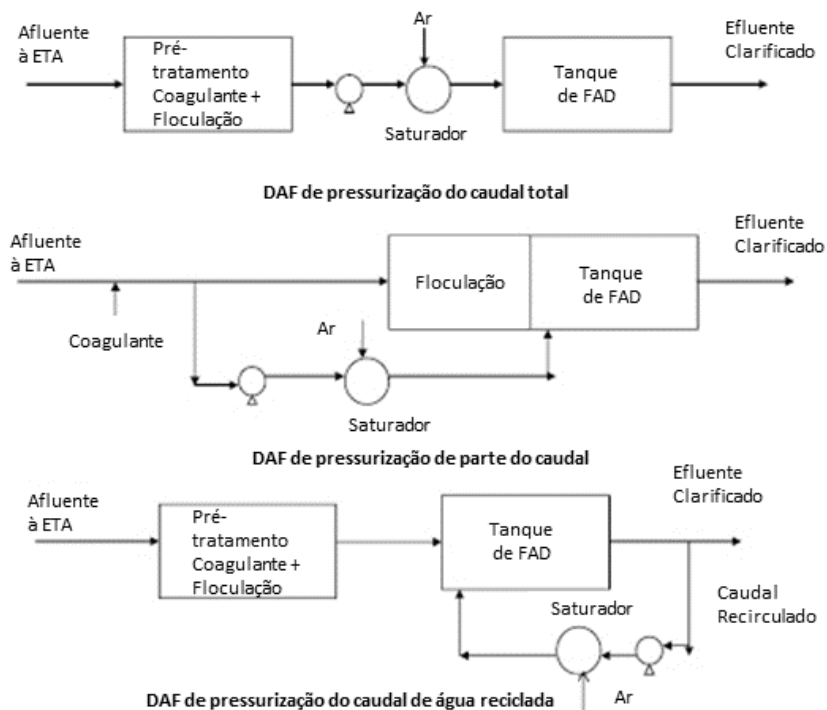 Afluente
à ETA
Pré-
tratamento
Coagulante +
Floculação
Ar
Saturador
Tanque
de FAD
Efluente
Clarificado
DAF de pressurização do caudal total
Afluente
à ETA
Coagulante
Ar
Saturador
Floculação
Tanque
de FAD
Efluente
Clarificado
DAF de pressurização de parte do caudal
Afluente
à ETA
Pré-
tratamento
Coagulante +
Floculação
Tanque
de FAD
Efluente
Clarificado
Saturador
Caudal
Recirculado
Ar
DAF de pressurização do caudal de água reciclada